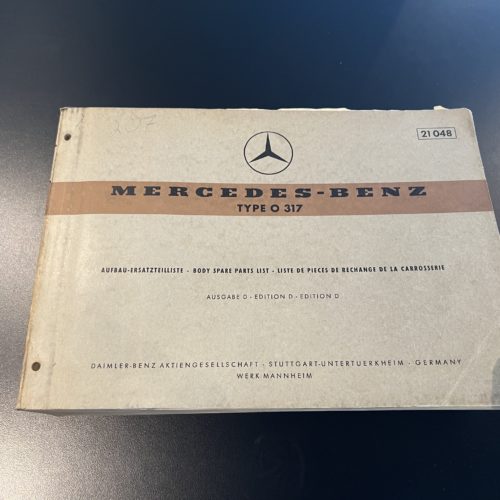 21 048
MERCEDES-BENZ
TYPE O 317
AUFBAU-ERSATZTEILLISTE - BODY SPARE PARTS LIST - LISTE DE PIECES DE RECHANGE DE LA CARROSSERIE
AUSGABE D - EDITION D - EDITION D
DAIMLER-BENZ AKTIENGESELLSCHAFT · STUTTGART-UNTERTUERKHEIM · GERMANY
WERK MANNHEIM